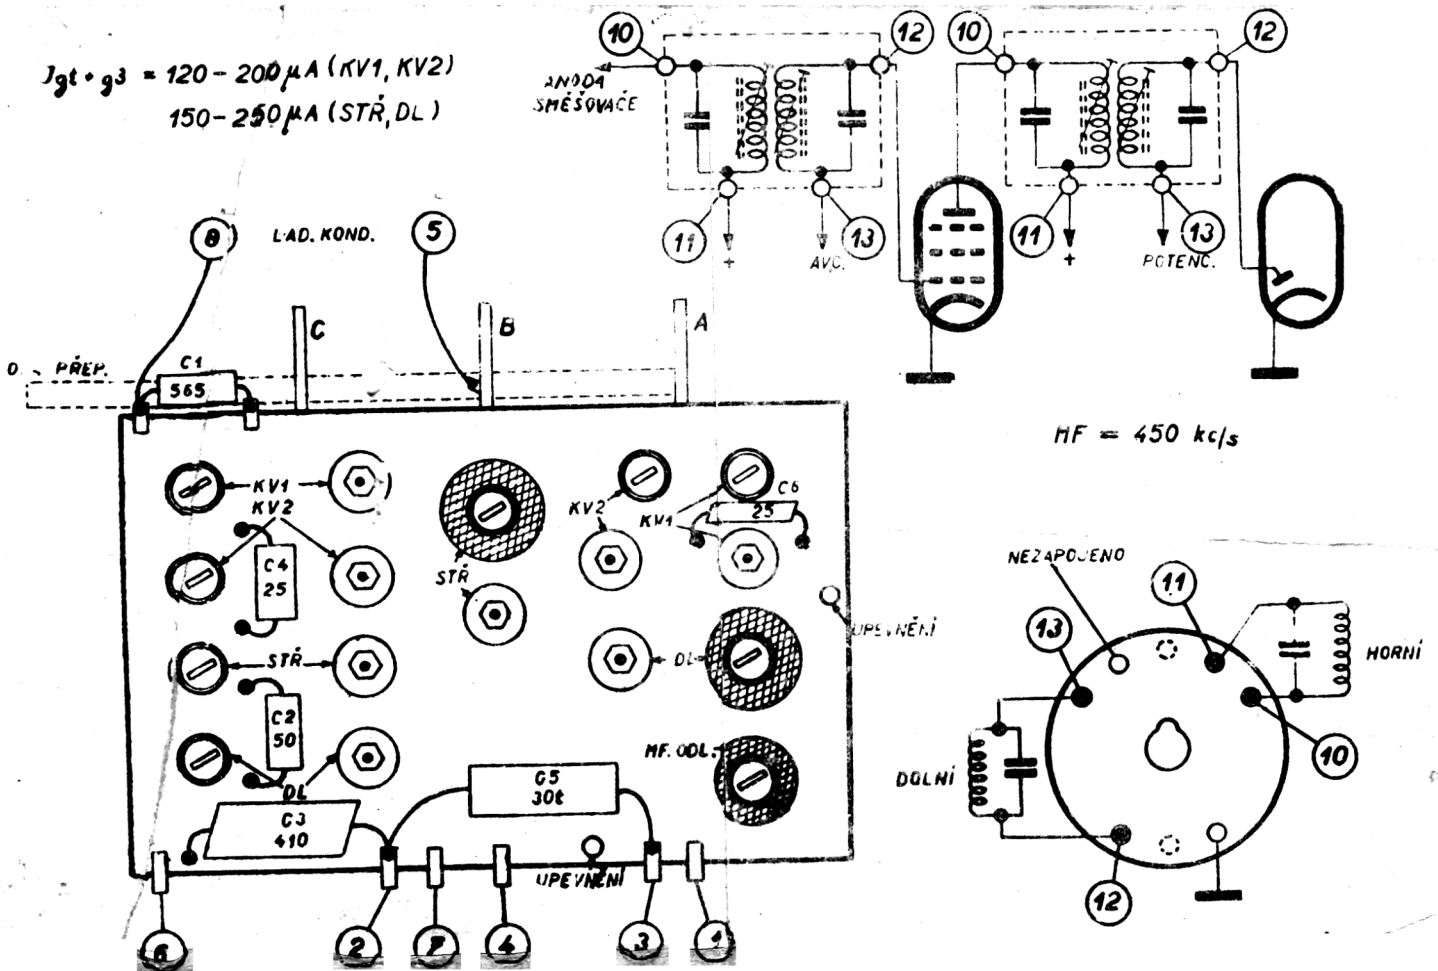 Jgt + g3 = 120-200 µA (KV1, KV2)
150-250 µA (STŘ, DL)
10
12
10
12
ANODA
SMĚŠOVAČE
11
13
11
13
+
AVC.
+
POTENC.
8
LAD. KOND.
5
C
B
A
PŘEP.
C1
565
MF = 450 kc/s
KV1
KV2
C4
25
STŘ
C2
50
DL
C3
410
STŘ
KV2
KV1
C6
25
UPEVNĚNÍ
DL
MF. ODL.
C5
30t
UPEVNĚNÍ
6
2
7
4
3
1
NEZAPOJENO
11
13
HORNÍ
10
DOLNÍ
12